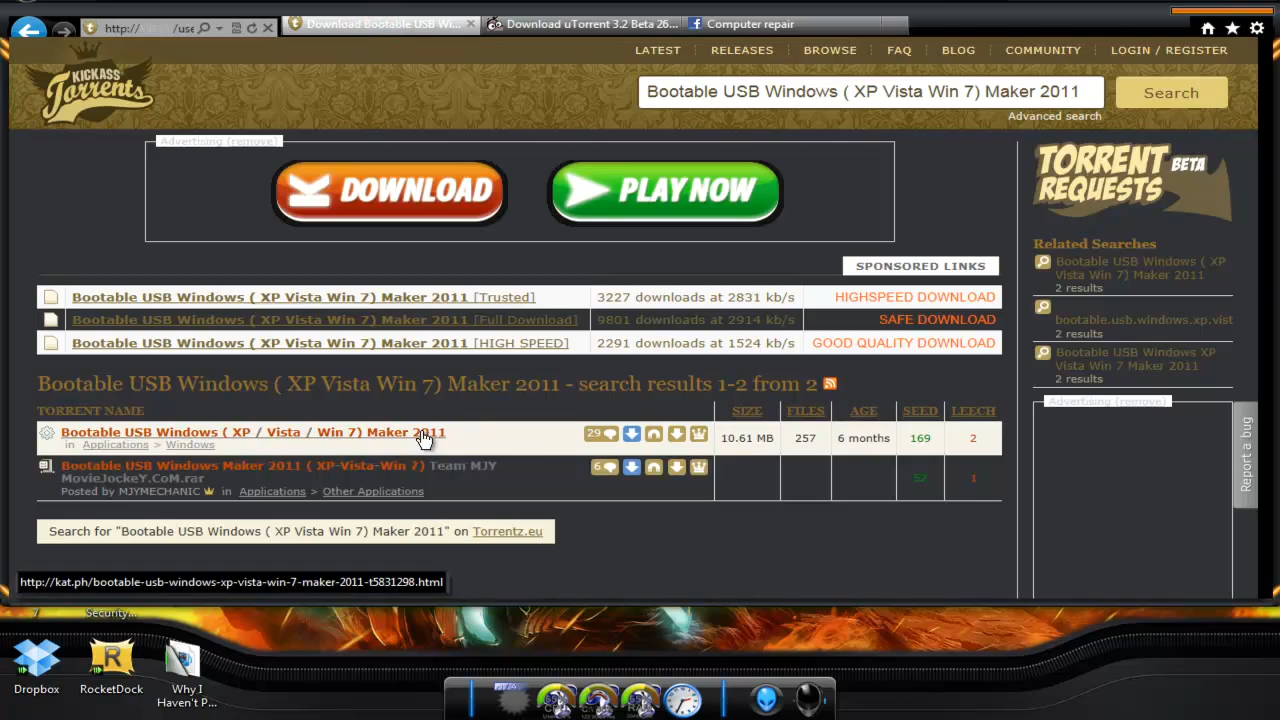 http://
/use
Download Bootable USB Wi...
Download uTorrent 3.2 Beta 26...
Computer repair
KICKASS
Torrents
LATEST RELEASES BROWSE FAQ BLOG COMMUNITY LOGIN / REGISTER
Bootable USB Windows ( XP Vista Win 7) Maker 2011
Search
Advanced search
Advertising (remove)
DOWNLOAD
PLAY NOW
TORRENT BETA
REQUESTS
SPONSORED LINKS
Bootable USB Windows ( XP Vista Win 7) Maker 2011 [Trusted] 3227 downloads at 2831 kb/s HIGHSPEED DOWNLOAD
Bootable USB Windows ( XP Vista Win 7) Maker 2011 [Full Download] 9801 downloads at 2914 kb/s SAFE DOWNLOAD
Bootable USB Windows ( XP Vista Win 7) Maker 2011 [HIGH SPEED] 2291 downloads at 1524 kb/s GOOD QUALITY DOWNLOAD
Related Searches
Bootable USB Windows ( XP
Vista Win 7) Maker 2011
2 results
bootable.usb.windows.xp.vist
2 results
Bootable USB Windows XP
Vista Win 7 Maker 2011
2 results
Advertising (remove)
Bootable USB Windows ( XP Vista Win 7) Maker 2011 - search results 1-2 from 2
TORRENT NAME SIZE FILES AGE SEED LEECH
Bootable USB Windows ( XP / Vista / Win 7) Maker 2011 29 10.61 MB 257 6 months 169 2
in Applications > Windows
Bootable USB Windows Maker 2011 ( XP-Vista-Win 7) Team MJY 6 52 1
MovieJockeY.CoM.rar
Posted by MJYMECHANIC in Applications > Other Applications
Search for "Bootable USB Windows ( XP Vista Win 7) Maker 2011" on Torrentz.eu
Report a bug
http://kat.ph/bootable-usb-windows-xp-vista-win-7-maker-2011-t5831298.html
7
Security...
Dropbox
RocketDock
Why I
Haven't P...